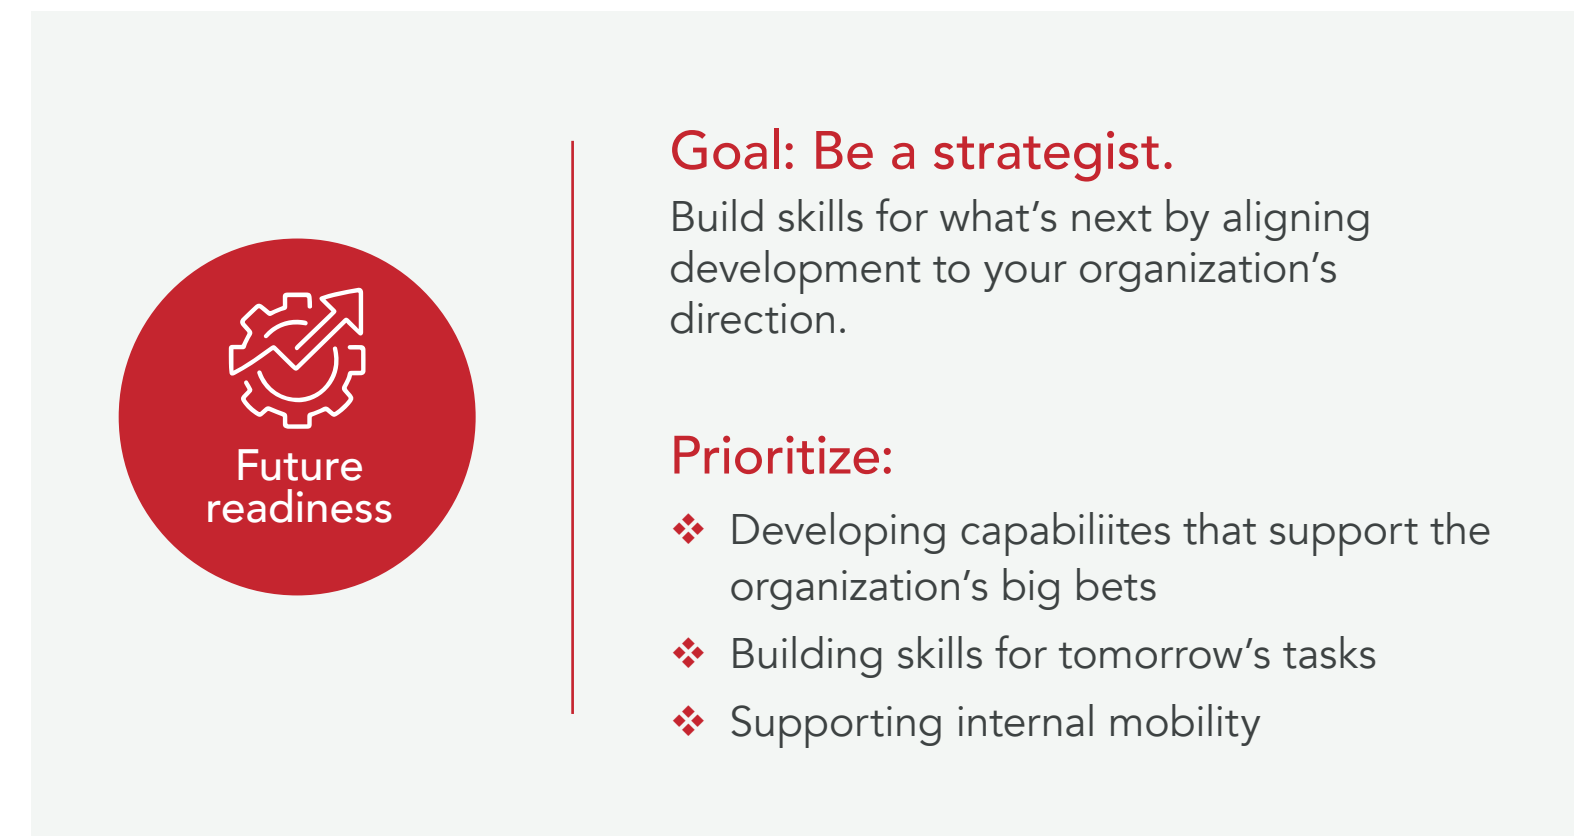 Future
readiness
Goal: Be a strategist.
Build skills for what’s next by aligning
development to your organization’s
direction.
Prioritize:
❖ Developing capabiliites that support the
organization’s big bets
❖ Building skills for tomorrow’s tasks
❖ Supporting internal mobility